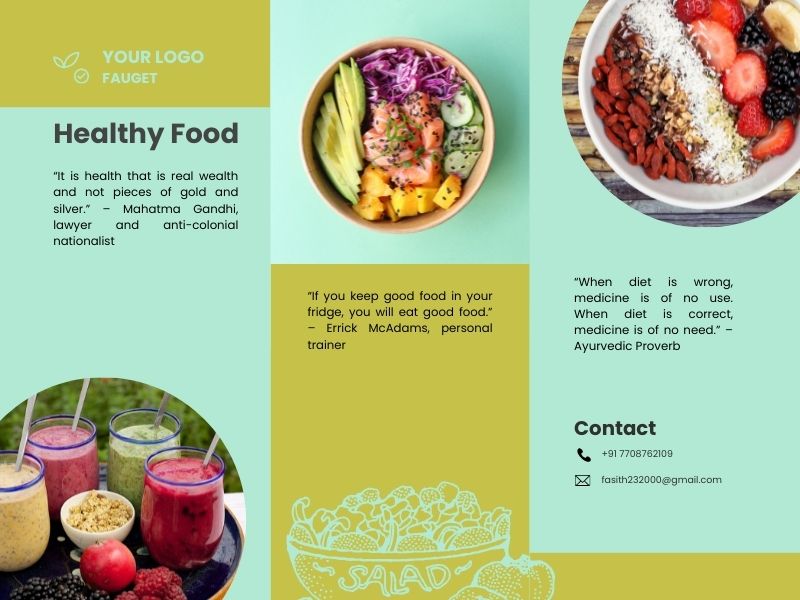 YOUR LOGO
FAUGET
Healthy Food
“It is health that is real wealth
and not pieces of gold and
silver.” – Mahatma Gandhi,
lawyer and anti-colonial
nationalist
“If you keep good food in your
fridge, you will eat good food.”
– Errick McAdams, personal
trainer
SALAD
“When diet is wrong,
medicine is of no use.
When diet is correct,
medicine is of no need.” –
Ayurvedic Proverb
Contact
+91 7708762109
fasith232000@gmail.com